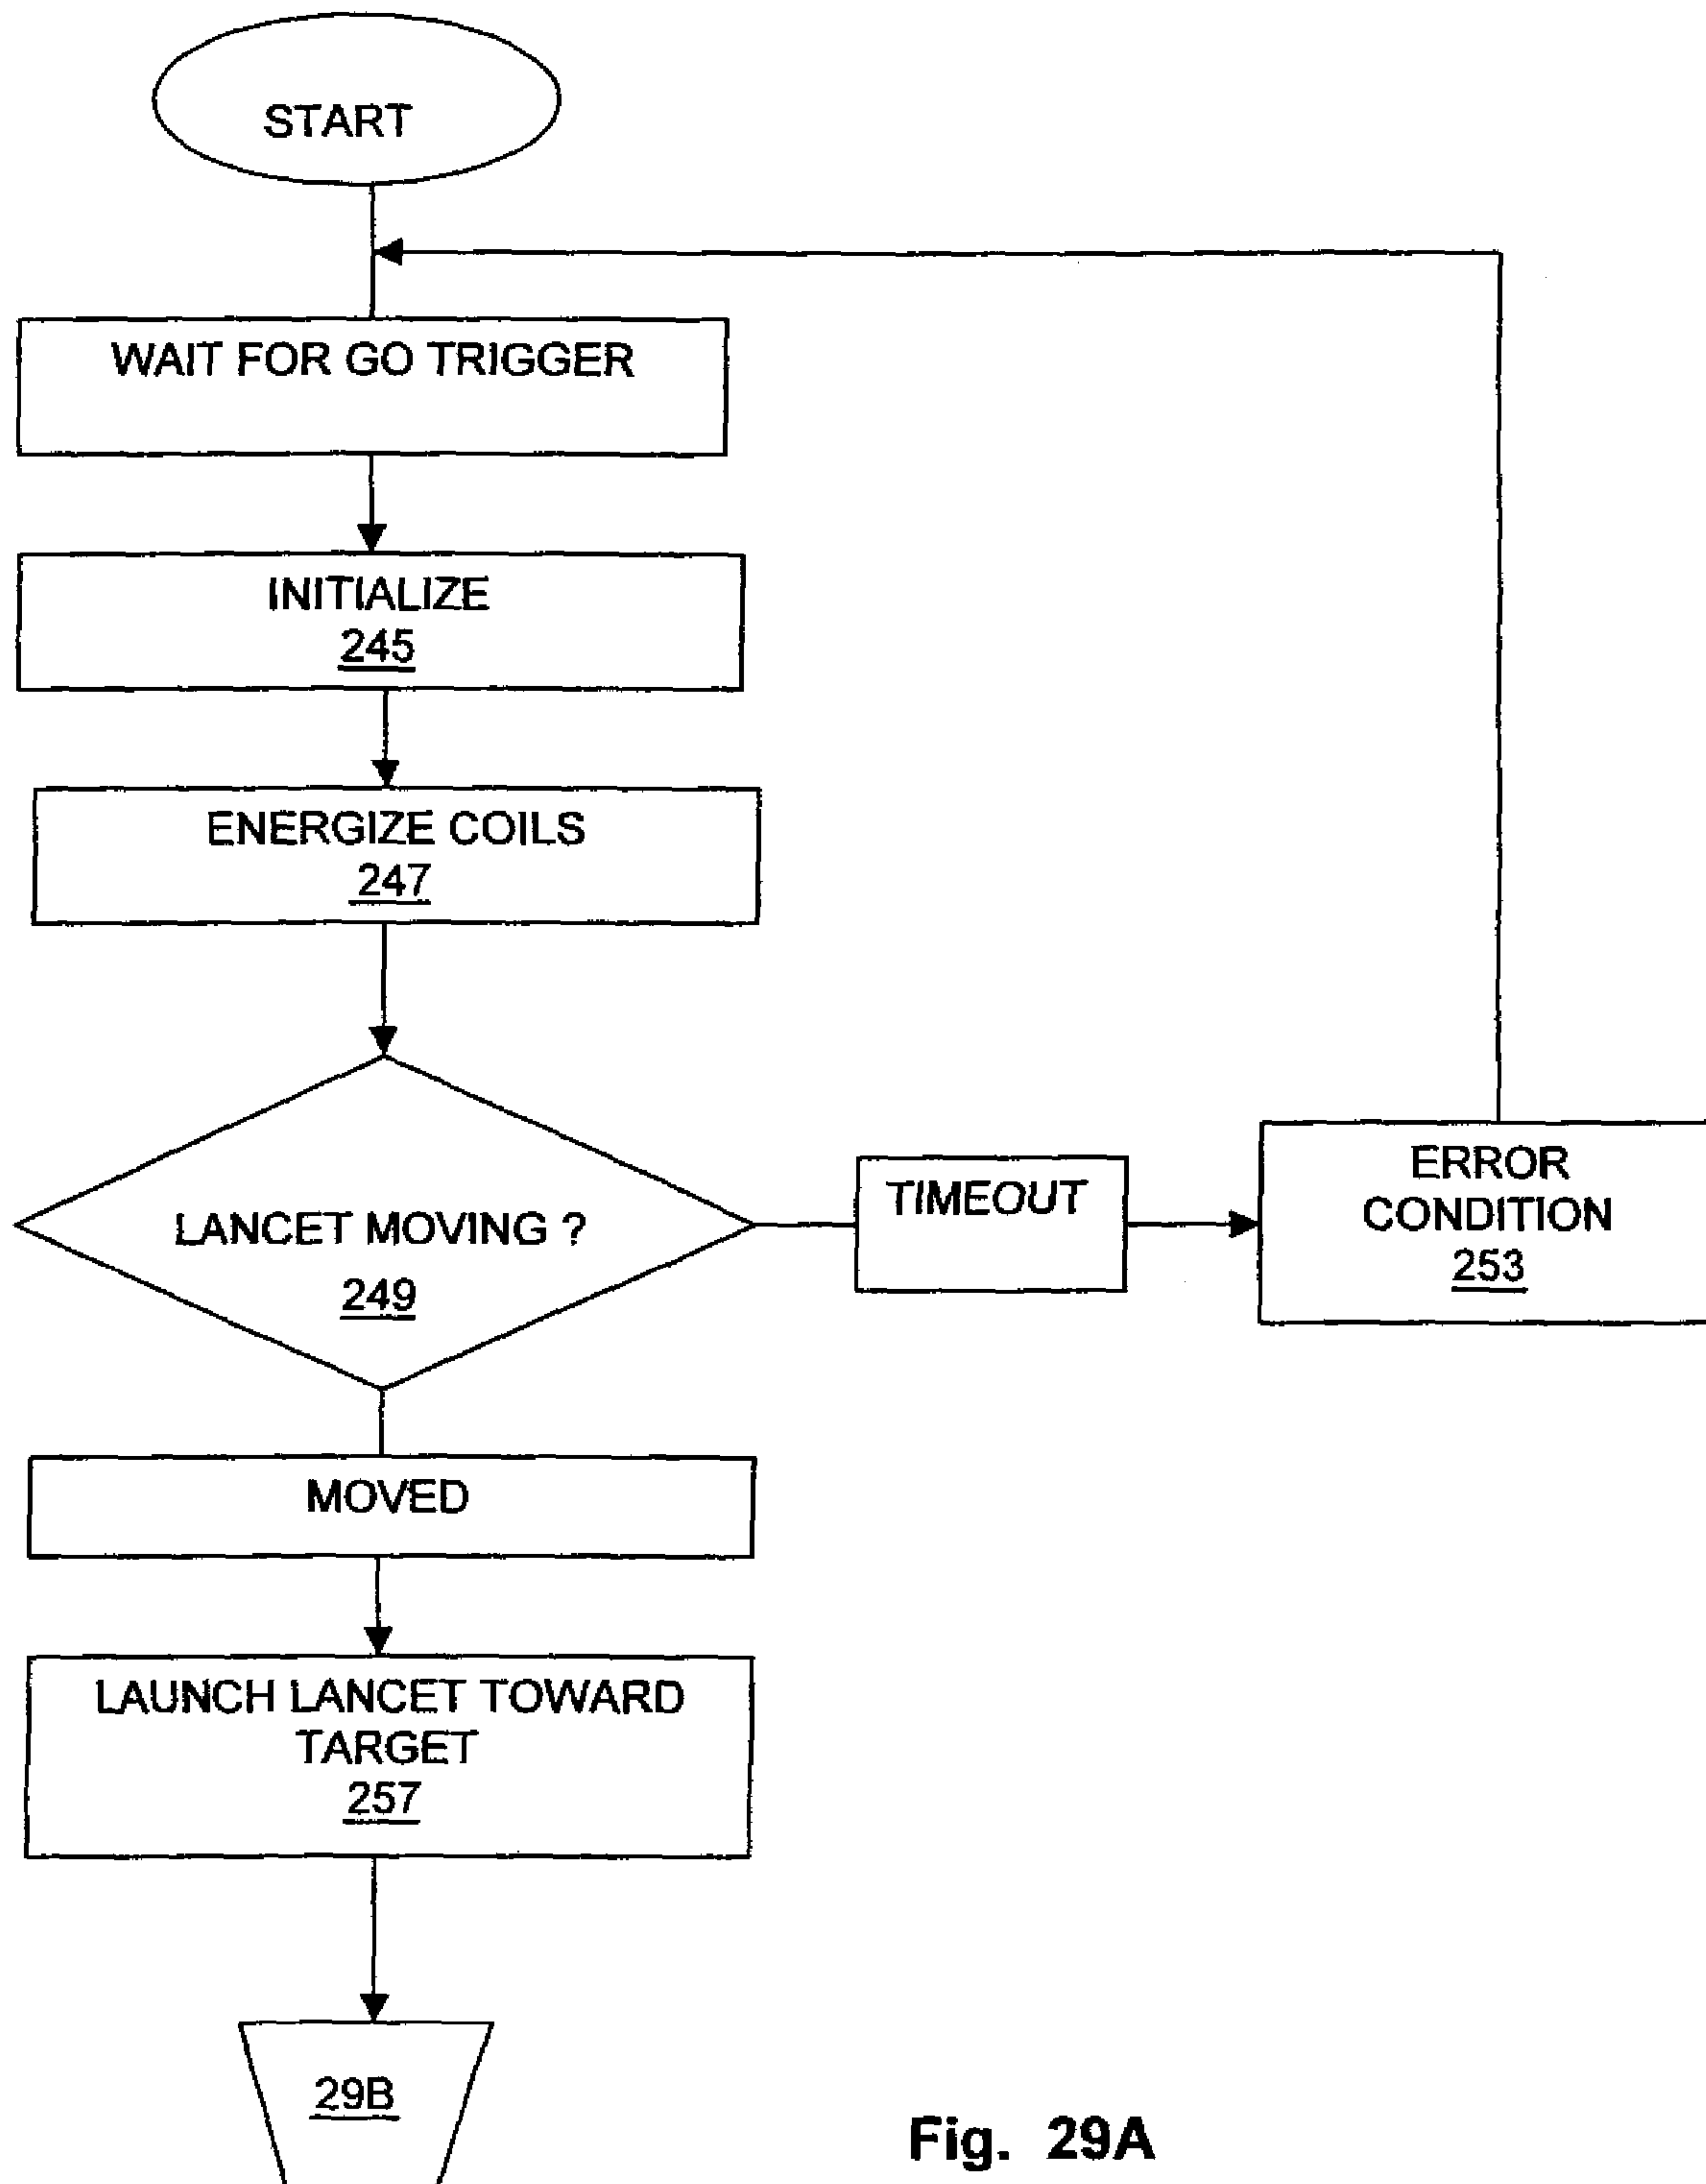 START
WAIT FOR GO TRIGGER
INITIALIZE
245
ENERGIZE COILS
247
LANCET MOVING ?
249
TIMEOUT
ERROR
CONDITION
253
MOVED
LAUNCH LANCET TOWARD
TARGET
257
29B
Fig. 29A